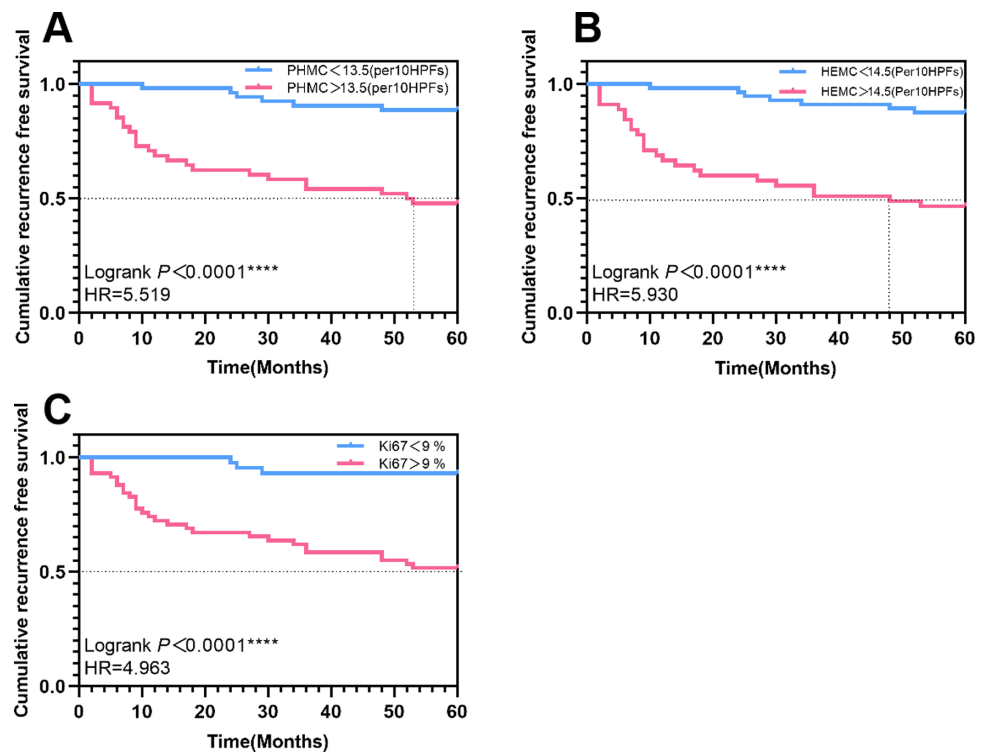 A
Cumulative recurrence free survival
1.0
0.5
0.0
PHMC＜13.5(per10HPFs)
PHMC＞13.5(per10HPFs)
Logrank P＜0.0001****
HR=5.519
0 10 20 30 40 50 60
Time(Months)
B
Cumulative recurrence free survival
1.0
0.5
0.0
HEMC＜14.5(Per10HPFs)
HEMC＞14.5(Per10HPFs)
Logrank P＜0.0001****
HR=5.930
0 10 20 30 40 50 60
Time(Months)
C
Cumulative recurrence free survival
1.0
0.5
0.0
Ki67＜9 %
Ki67＞9 %
Logrank P＜0.0001****
HR=4.963
0 10 20 30 40 50 60
Time(Months)